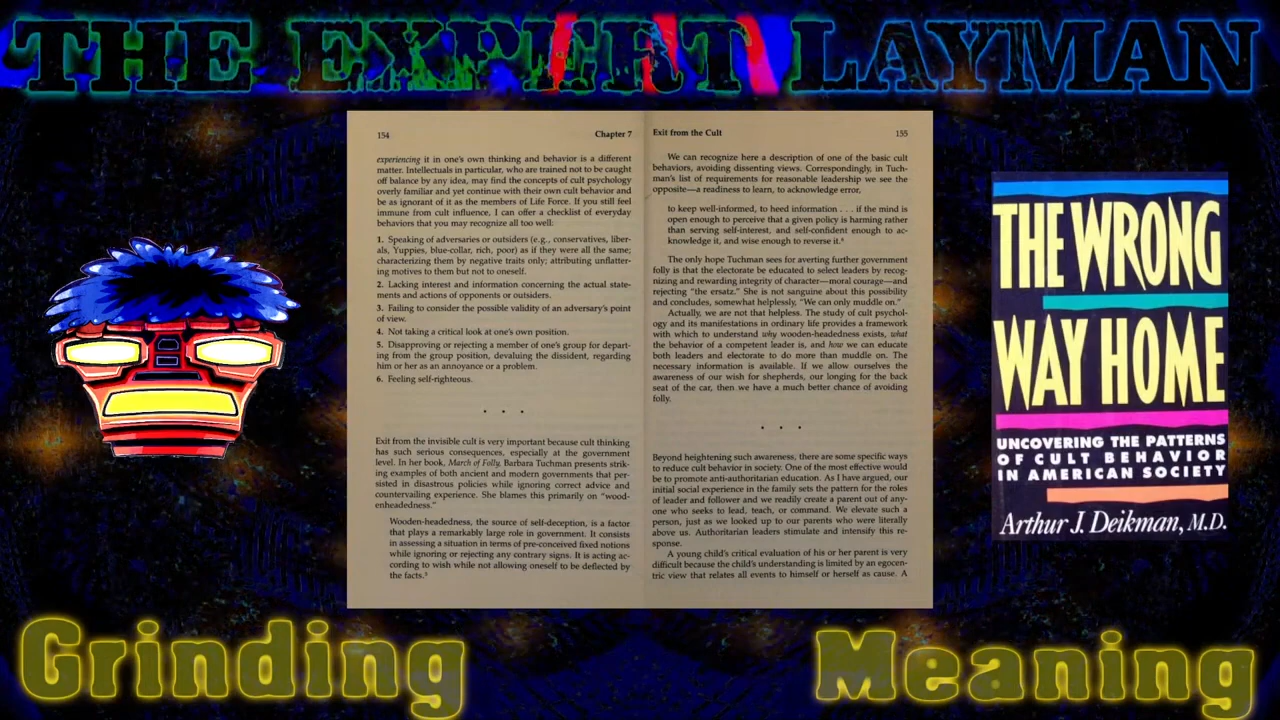 THE EXPERT LAYMAN
154 Chapter 7
experiencing it in one's own thinking and behavior is a different
matter. Intellectuals in particular, who are trained not to be caught
off balance by any idea, may find the concepts of cult psychology
overly familiar and yet continue with their own cult behavior and
be as ignorant of it as the members of Life Force. If you still feel
immune from cult influence, I can offer a checklist of everyday
behaviors that you may recognize all too well:
1. Speaking of adversaries or outsiders (e.g., conservatives, liber-
als, Yuppies, blue-collar, rich, poor) as if they were all the same;
characterizing them by negative traits only; attributing unflatter-
ing motives to them but not to oneself.
2. Lacking interest and information concerning the actual state-
ments and actions of opponents or outsiders.
3. Failing to consider the possible validity of an adversary's point
of view.
4. Not taking a critical look at one's own position.
5. Disapproving or rejecting a member of one's group for depart-
ing from the group position, devaluing the dissident, regarding
him or her as an annoyance or a problem.
6. Feeling self-righteous.
• • •
Exit from the invisible cult is very important because cult thinking
has such serious consequences, especially at the government
level. In her book, March of Folly, Barbara Tuchman presents strik-
ing examples of both ancient and modern governments that per-
sisted in disastrous policies while ignoring correct advice and
countervailing experience. She blames this primarily on "wood-
enheadedness."
Wooden-headedness, the source of self-deception, is a factor
that plays a remarkably large role in government. It consists
in assessing a situation in terms of pre-conceived fixed notions
while ignoring or rejecting any contrary signs. It is acting ac-
cording to wish while not allowing oneself to be deflected by
the facts.³
Exit from the Cult 155
We can recognize here a description of one of the basic cult
behaviors, avoiding dissenting views. Correspondingly, in Tuch-
man's list of requirements for reasonable leadership we see the
opposite—a readiness to learn, to acknowledge error,
to keep well-informed, to heed information . . . if the mind is
open enough to perceive that a given policy is harming rather
than serving self-interest, and self-confident enough to ac-
knowledge it, and wise enough to reverse it.⁴
The only hope Tuchman sees for averting further government
folly is that the electorate be educated to select leaders by recog-
nizing and rewarding integrity of character—moral courage—and
rejecting "the ersatz." She is not sanguine about this possibility
and concludes, somewhat helplessly, "We can only muddle on."
Actually, we are not that helpless. The study of cult psychol-
ogy and its manifestations in ordinary life provides a framework
with which to understand why wooden-headedness exists, what
the behavior of a competent leader is, and how we can educate
both leaders and electorate to do more than muddle on. The
necessary information is available. If we allow ourselves the
awareness of our wish for shepherds, our longing for the back
seat of the car, then we have a much better chance of avoiding
folly.
• • •
Beyond heightening such awareness, there are some specific ways
to reduce cult behavior in society. One of the most effective would
be to promote anti-authoritarian education. As I have argued, our
initial social experience in the family sets the pattern for the roles
of leader and follower and we readily create a parent out of any-
one who seeks to lead, teach, or command. We elevate such a
person, just as we looked up to our parents who were literally
above us. Authoritarian leaders stimulate and intensify this re-
sponse.
A young child's critical evaluation of his or her parent is very
difficult because the child's understanding is limited by an egocen-
tric view that relates all events to himself or herself as cause. A
THE WRONG
WAY HOME
UNCOVERING THE PATTERNS
OF CULT BEHAVIOR
IN AMERICAN SOCIETY
Arthur J. Deikman, M.D.
Grinding Meaning